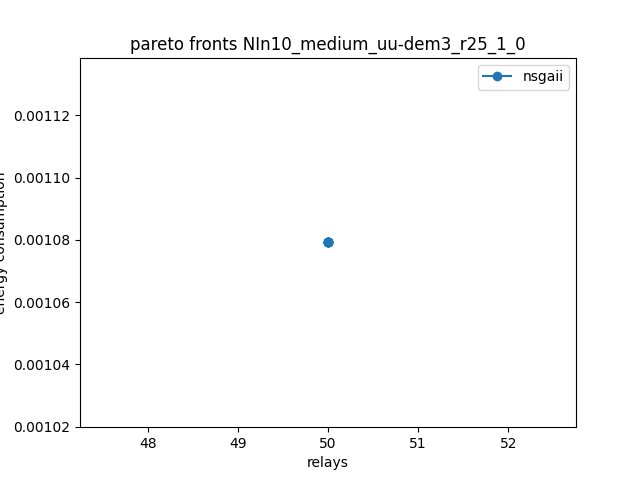 pareto fronts NIn10_medium_uu-dem3_r25_1_0
nsgaii
0.00112
0.00110
0.00108
0.00106
0.00104
0.00102
energy consumption
48 49 50 51 52
relays